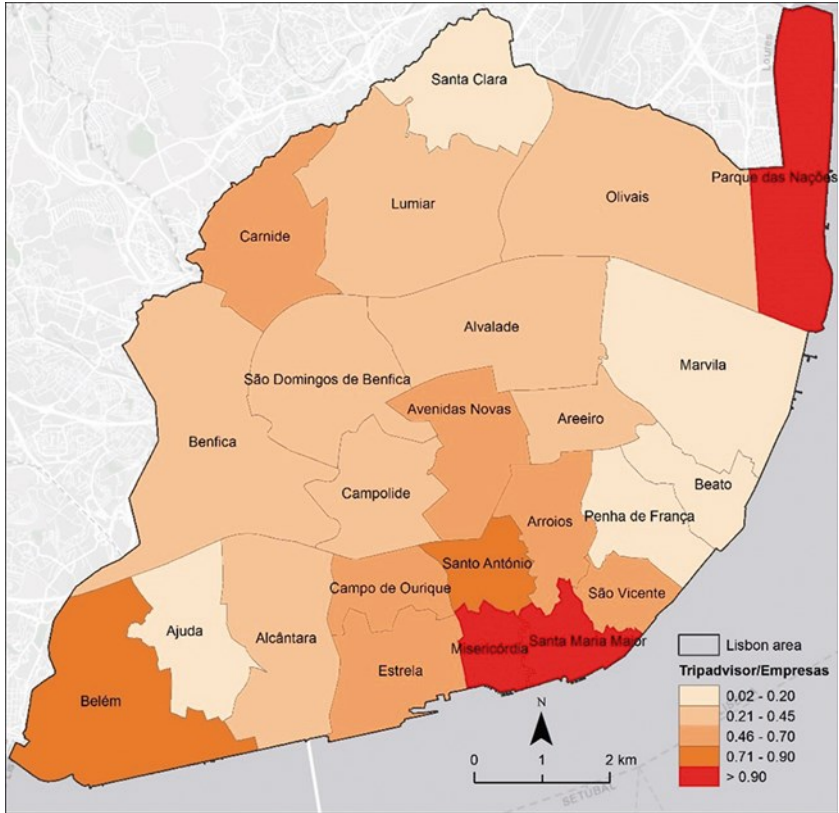 Santa Clara
Loures
Parque das Nações
Olivais
Lumiar
Carnide
Alvalade
Marvila
São Domingos de Benfica
Avenidas Novas
Areeiro
Benfica
Campolide
Beato
Penha de França
Arroios
Santo António
Campo de Ourique
São Vicente
Ajuda
Alcântara
Misericórdia
Santa Maria Maior
Estrela
Belém
Lisbon area
Tripadvisor/Empresas
0.02 - 0.20
0.21 - 0.45
0.46 - 0.70
0.71 - 0.90
> 0.90
N
0 1 2 km
SETÚBAL